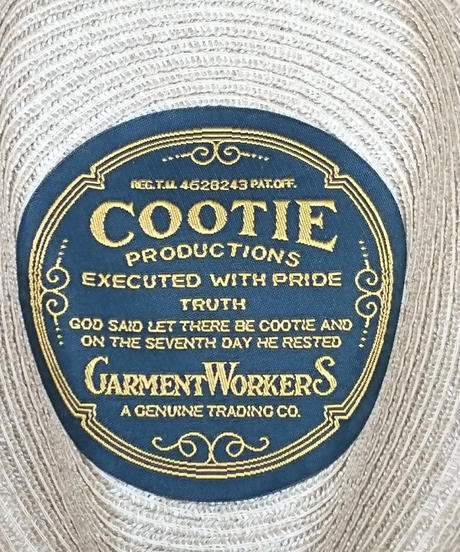 REG.T.M. 4628243 PAT.OFF.
COOTIE
PRODUCTIONS
EXECUTED WITH PRIDE
TRUTH
GOD SAID LET THERE BE COOTIE AND
ON THE SEVENTH DAY HE RESTED
GARMENTWORKERS
A GENUINE TRADING CO.